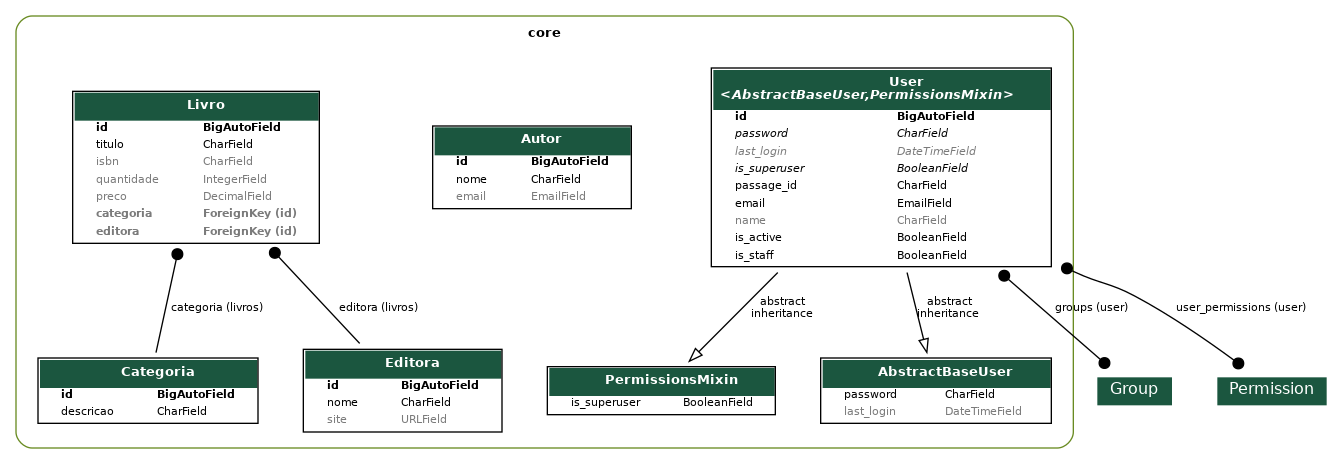 core
Livro
id BigAutoField
titulo CharField
isbn CharField
quantidade IntegerField
preco DecimalField
categoria ForeignKey (id)
editora ForeignKey (id)
Autor
id BigAutoField
nome CharField
email EmailField
User
<AbstractBaseUser,PermissionsMixin>
id BigAutoField
password CharField
last_login DateTimeField
is_superuser BooleanField
passage_id CharField
email EmailField
name CharField
is_active BooleanField
is_staff BooleanField
categoria (livros)
editora (livros)
abstract
inheritance
abstract
inheritance
groups (user)
user_permissions (user)
Categoria
id BigAutoField
descricao CharField
Editora
id BigAutoField
nome CharField
site URLField
PermissionsMixin
is_superuser BooleanField
AbstractBaseUser
password CharField
last_login DateTimeField
Group
Permission